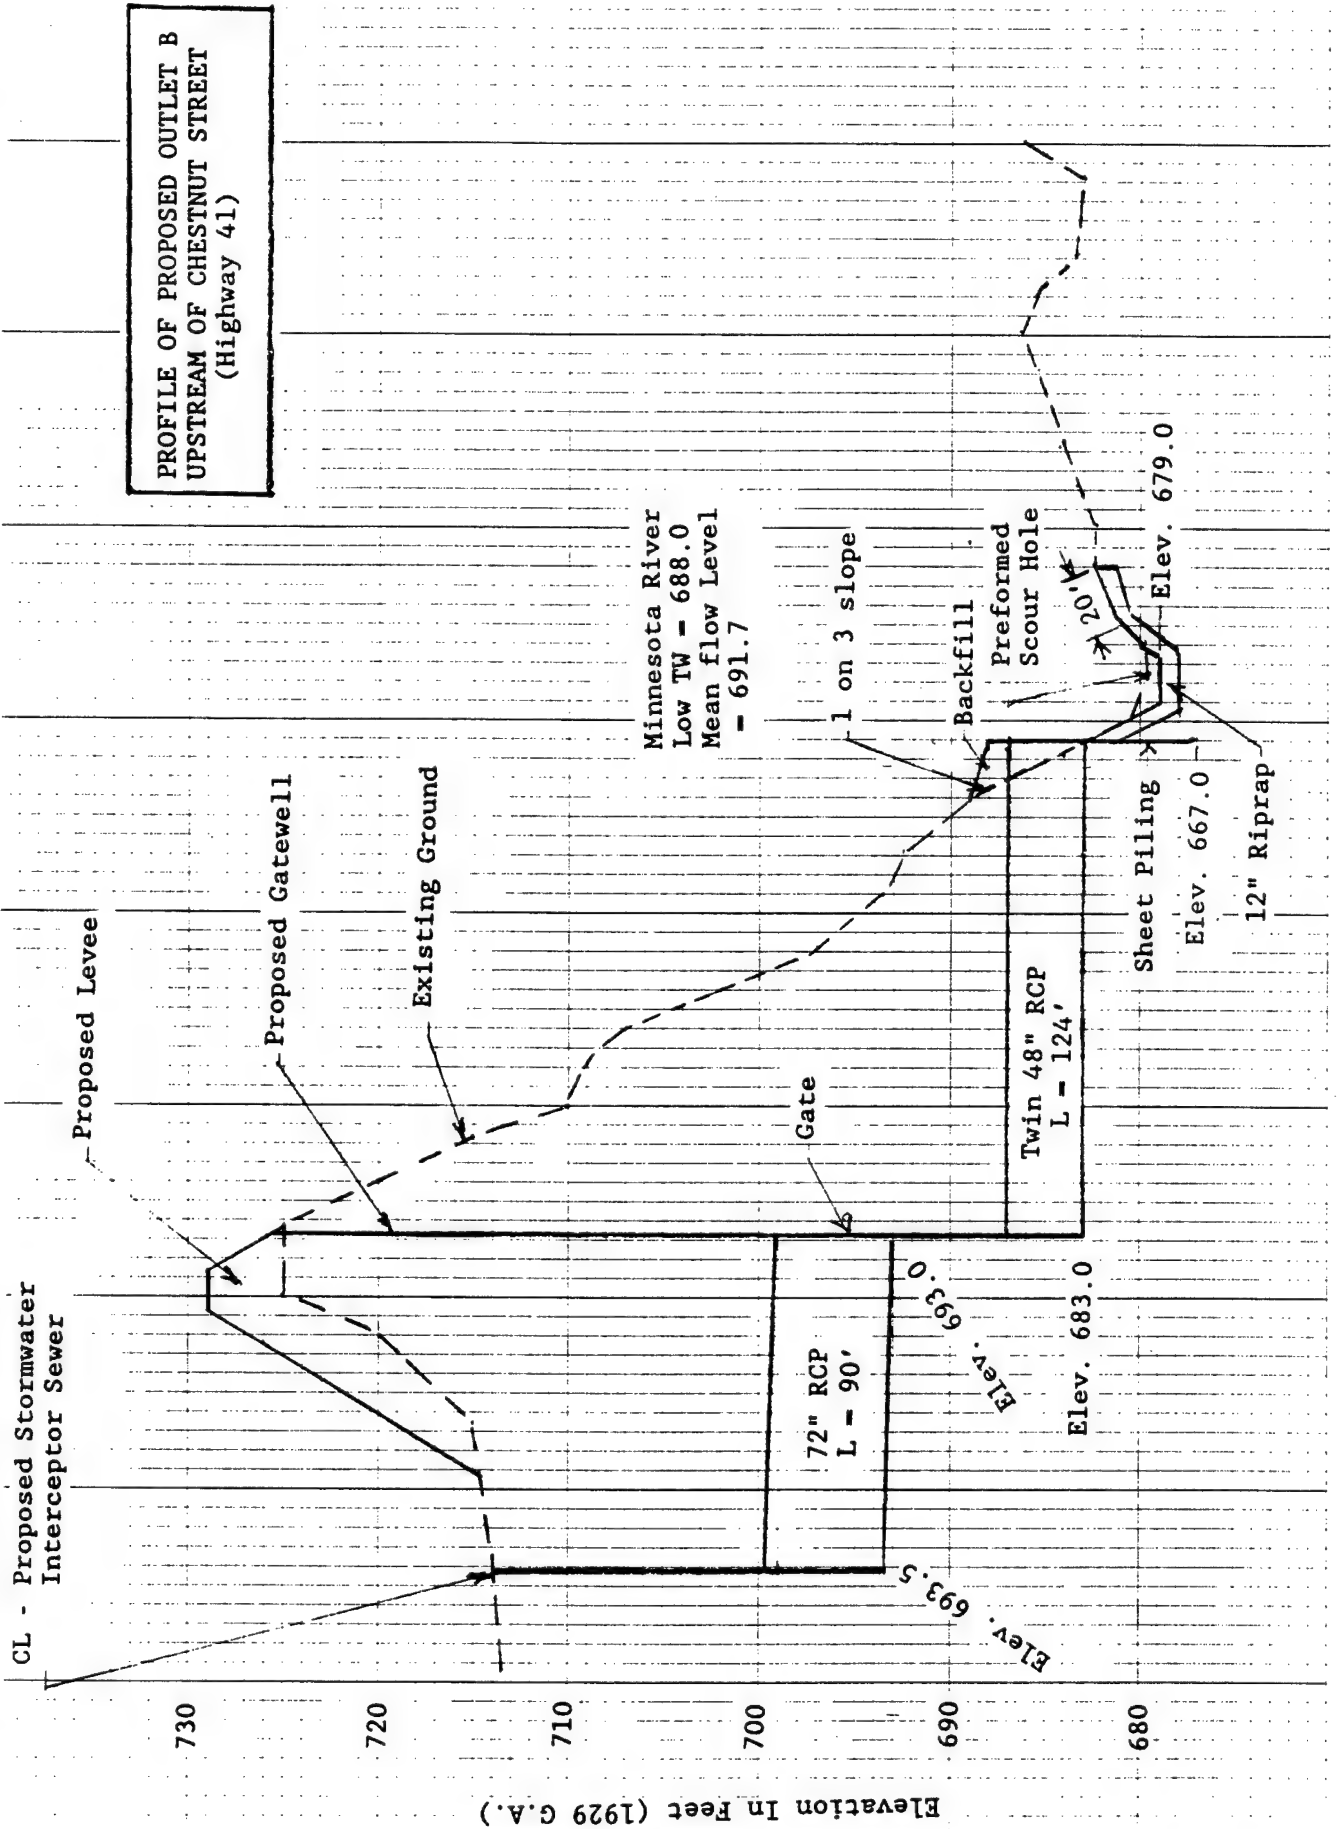 PROFILE OF PROPOSED OUTLET B
UPSTREAM OF CHESTNUT STREET
(Highway 41)
CL - Proposed Stormwater
Interceptor Sewer
Proposed Levee
Proposed Gatewell
Existing Ground
Minnesota River
Low TW = 688.0
Mean flow Level
= 691.7
1 on 3 slope
Backfill
Preformed
Scour Hole
20'
Elev. 679.0
Gate
72" RCP
L = 90'
Twin 48" RCP
L = 124'
Elev. 693.5
Elev. 693.0
Elev. 683.0
Sheet Piling
Elev. 667.0
12" Riprap
730
720
710
700
690
680
Elevation In Feet (1929 G.A.)